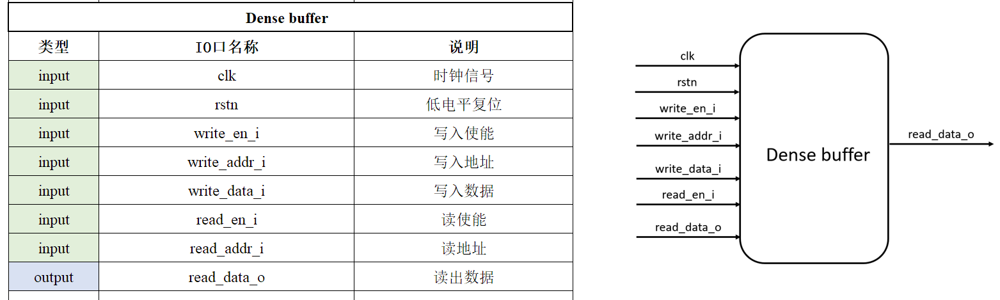 Dense buffer
类型 IO口名称 说明
input clk 时钟信号
input rstn 低电平复位
input write_en_i 写入使能
input write_addr_i 写入地址
input write_data_i 写入数据
input read_en_i 读使能
input read_addr_i 读地址
output read_data_o 读出数据
clk
rstn
write_en_i
write_addr_i
write_data_i
read_en_i
read_data_o
Dense buffer
read_data_o